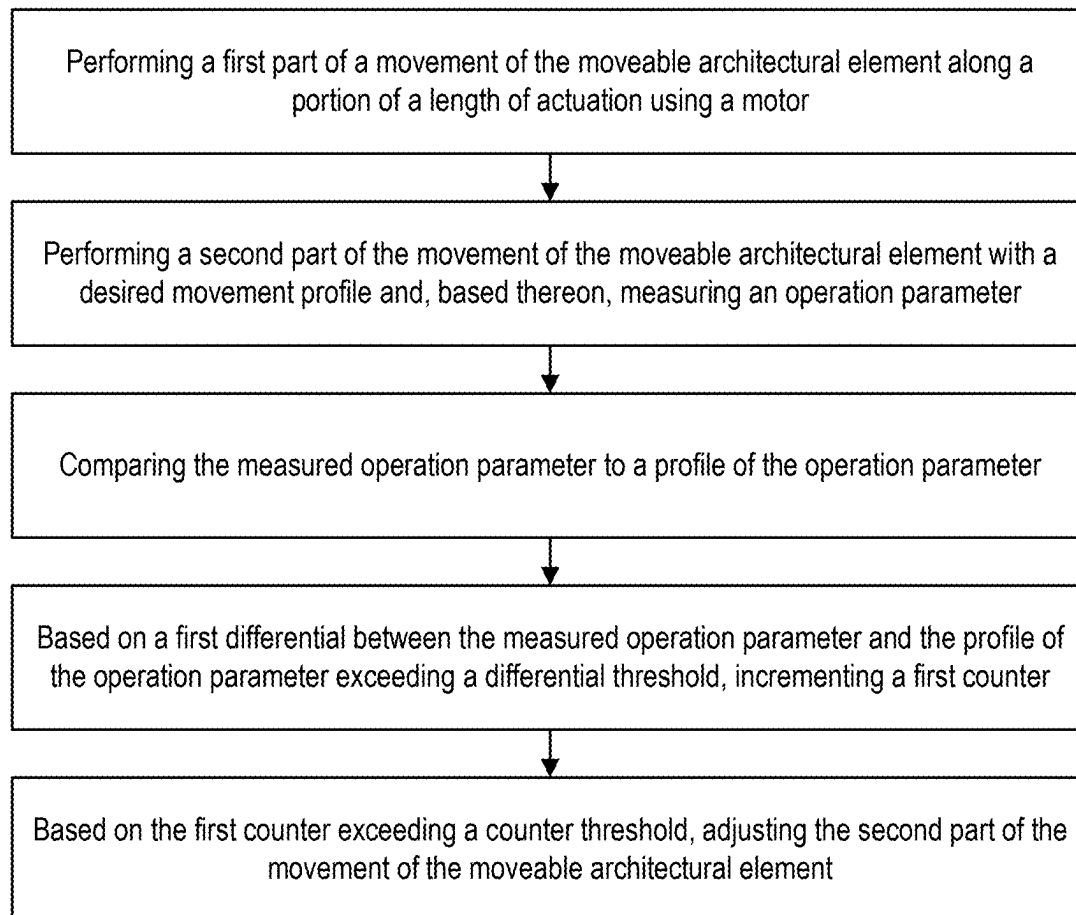 Performing a first part of a movement of the moveable architectural element along a
portion of a length of actuation using a motor
Performing a second part of the movement of the moveable architectural element with a
desired movement profile and, based thereon, measuring an operation parameter
Comparing the measured operation parameter to a profile of the operation parameter
Based on a first differential between the measured operation parameter and the profile of
the operation parameter exceeding a differential threshold, incrementing a first counter
Based on the first counter exceeding a counter threshold, adjusting the second part of the
movement of the moveable architectural element